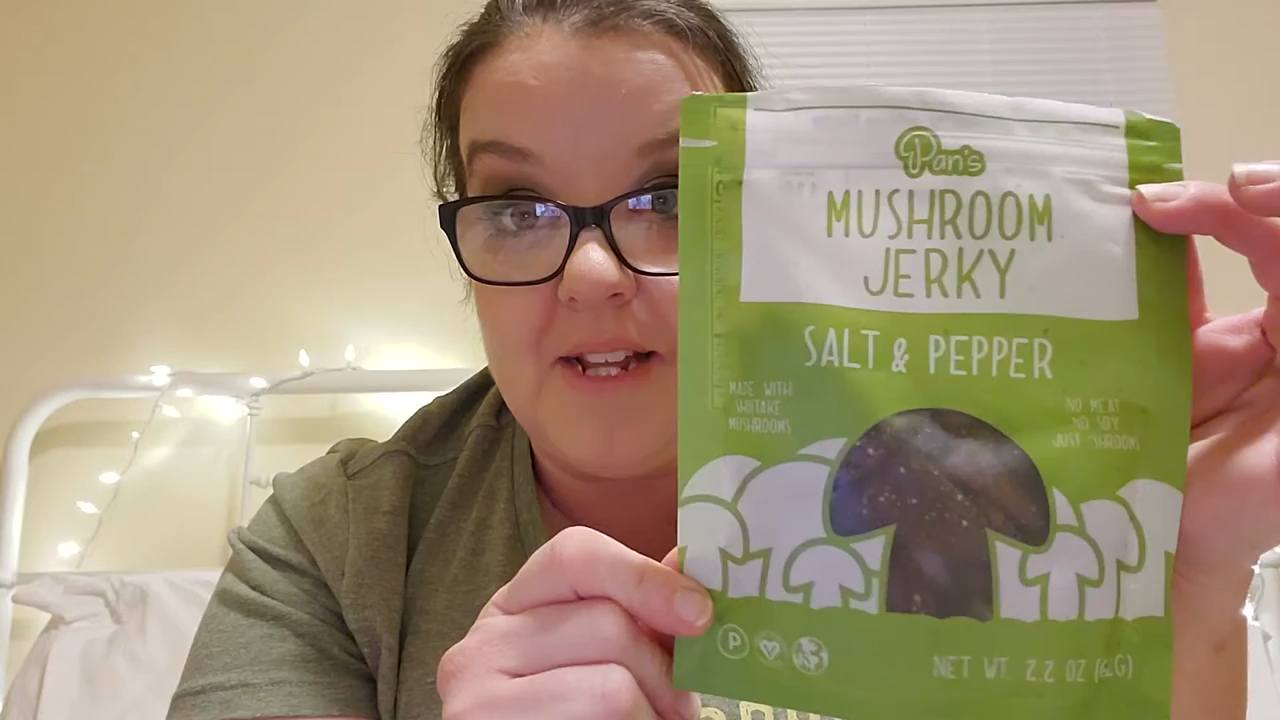 Pan's
MUSHROOM
JERKY
SALT & PEPPER
MADE WITH
SHIITAKE
MUSHROOMS
NO MEAT
NO SOY
JUST 'SHROOMS
P
NET WT. 2.2 OZ (62G)